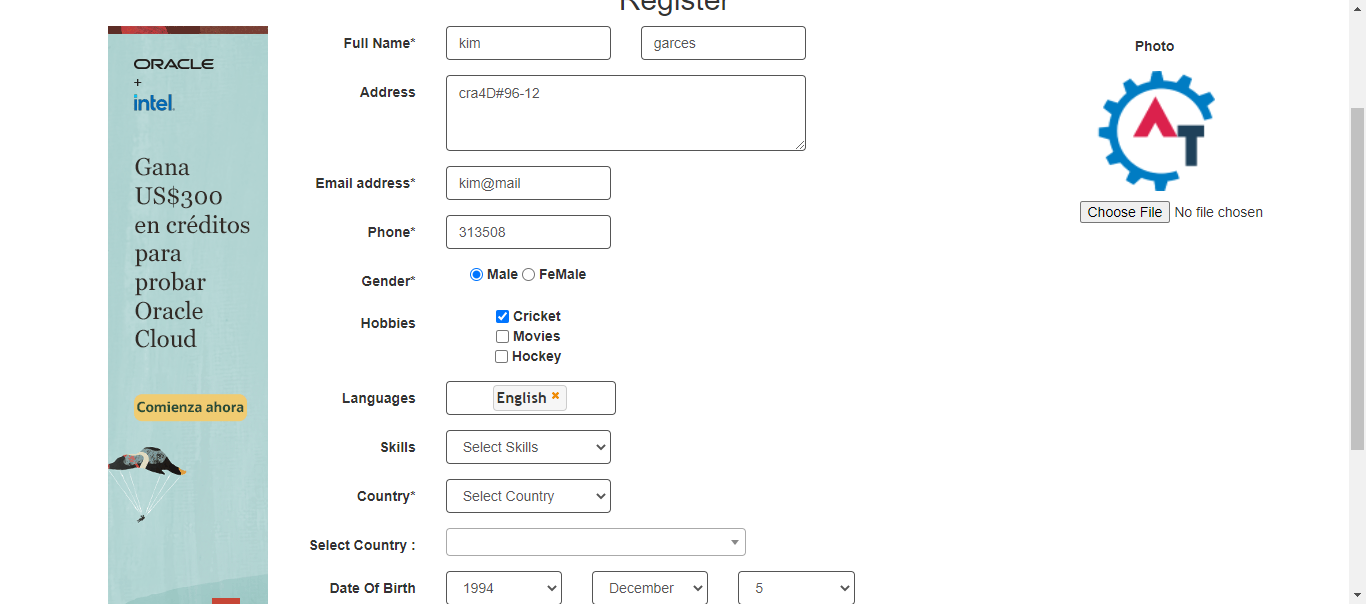 Register
ORACLE
+
intel.
Gana
US$300
en créditos
para
probar
Oracle
Cloud
Comienza ahora
Full Name* kim garces
Address cra4D#96-12
Email address* kim@mail
Phone* 313508
Gender* Male FeMale
Hobbies Cricket
Movies
Hockey
Languages English
Skills Select Skills
Country* Select Country
Select Country :
Date Of Birth 1994 December 5
Photo
AT
Choose File No file chosen